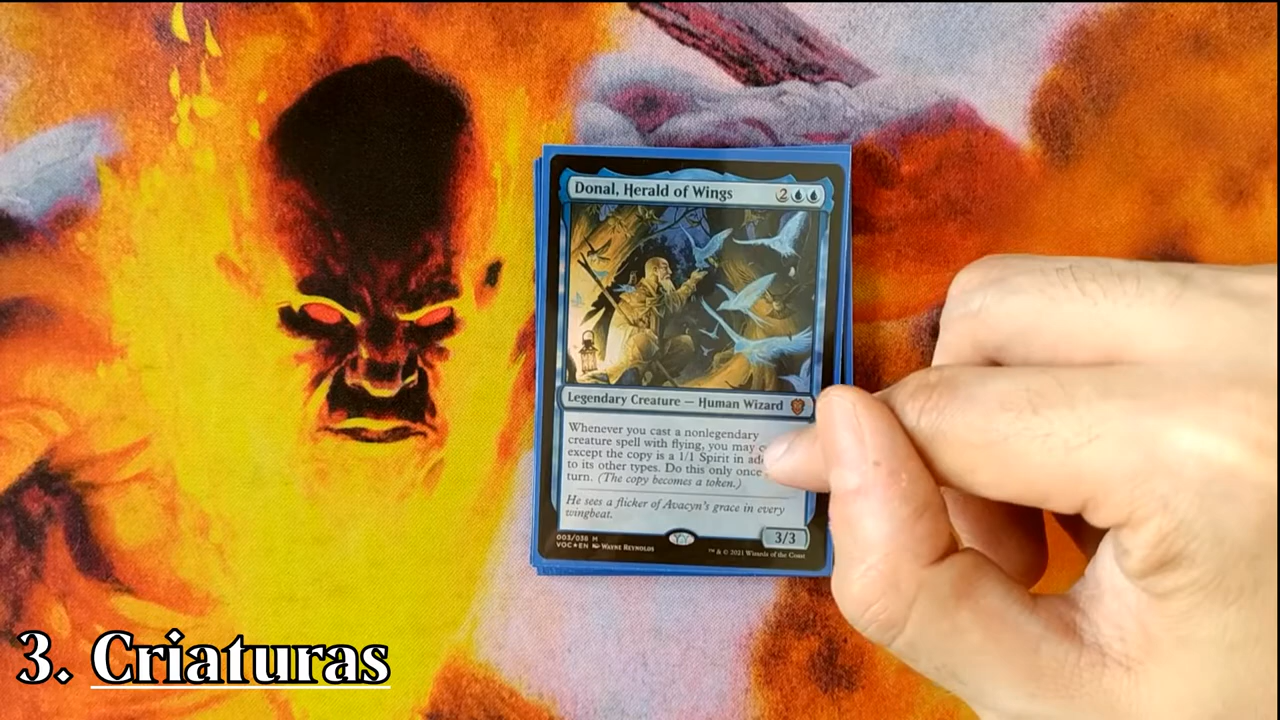 Donal, Herald of Wings 2
Legendary Creature — Human Wizard
Whenever you cast a nonlegendary
creature spell with flying, you may
except the copy is a 1/1 Spirit in
to its other types. Do this only once
turn. (The copy becomes a token.)
He sees a flicker of Avacyn's grace in every
wingbeat.
3/3
003/038 M
VOC★EN Wayne Reynolds
™ & © 2021 Wizards of the Coast
3. Criaturas